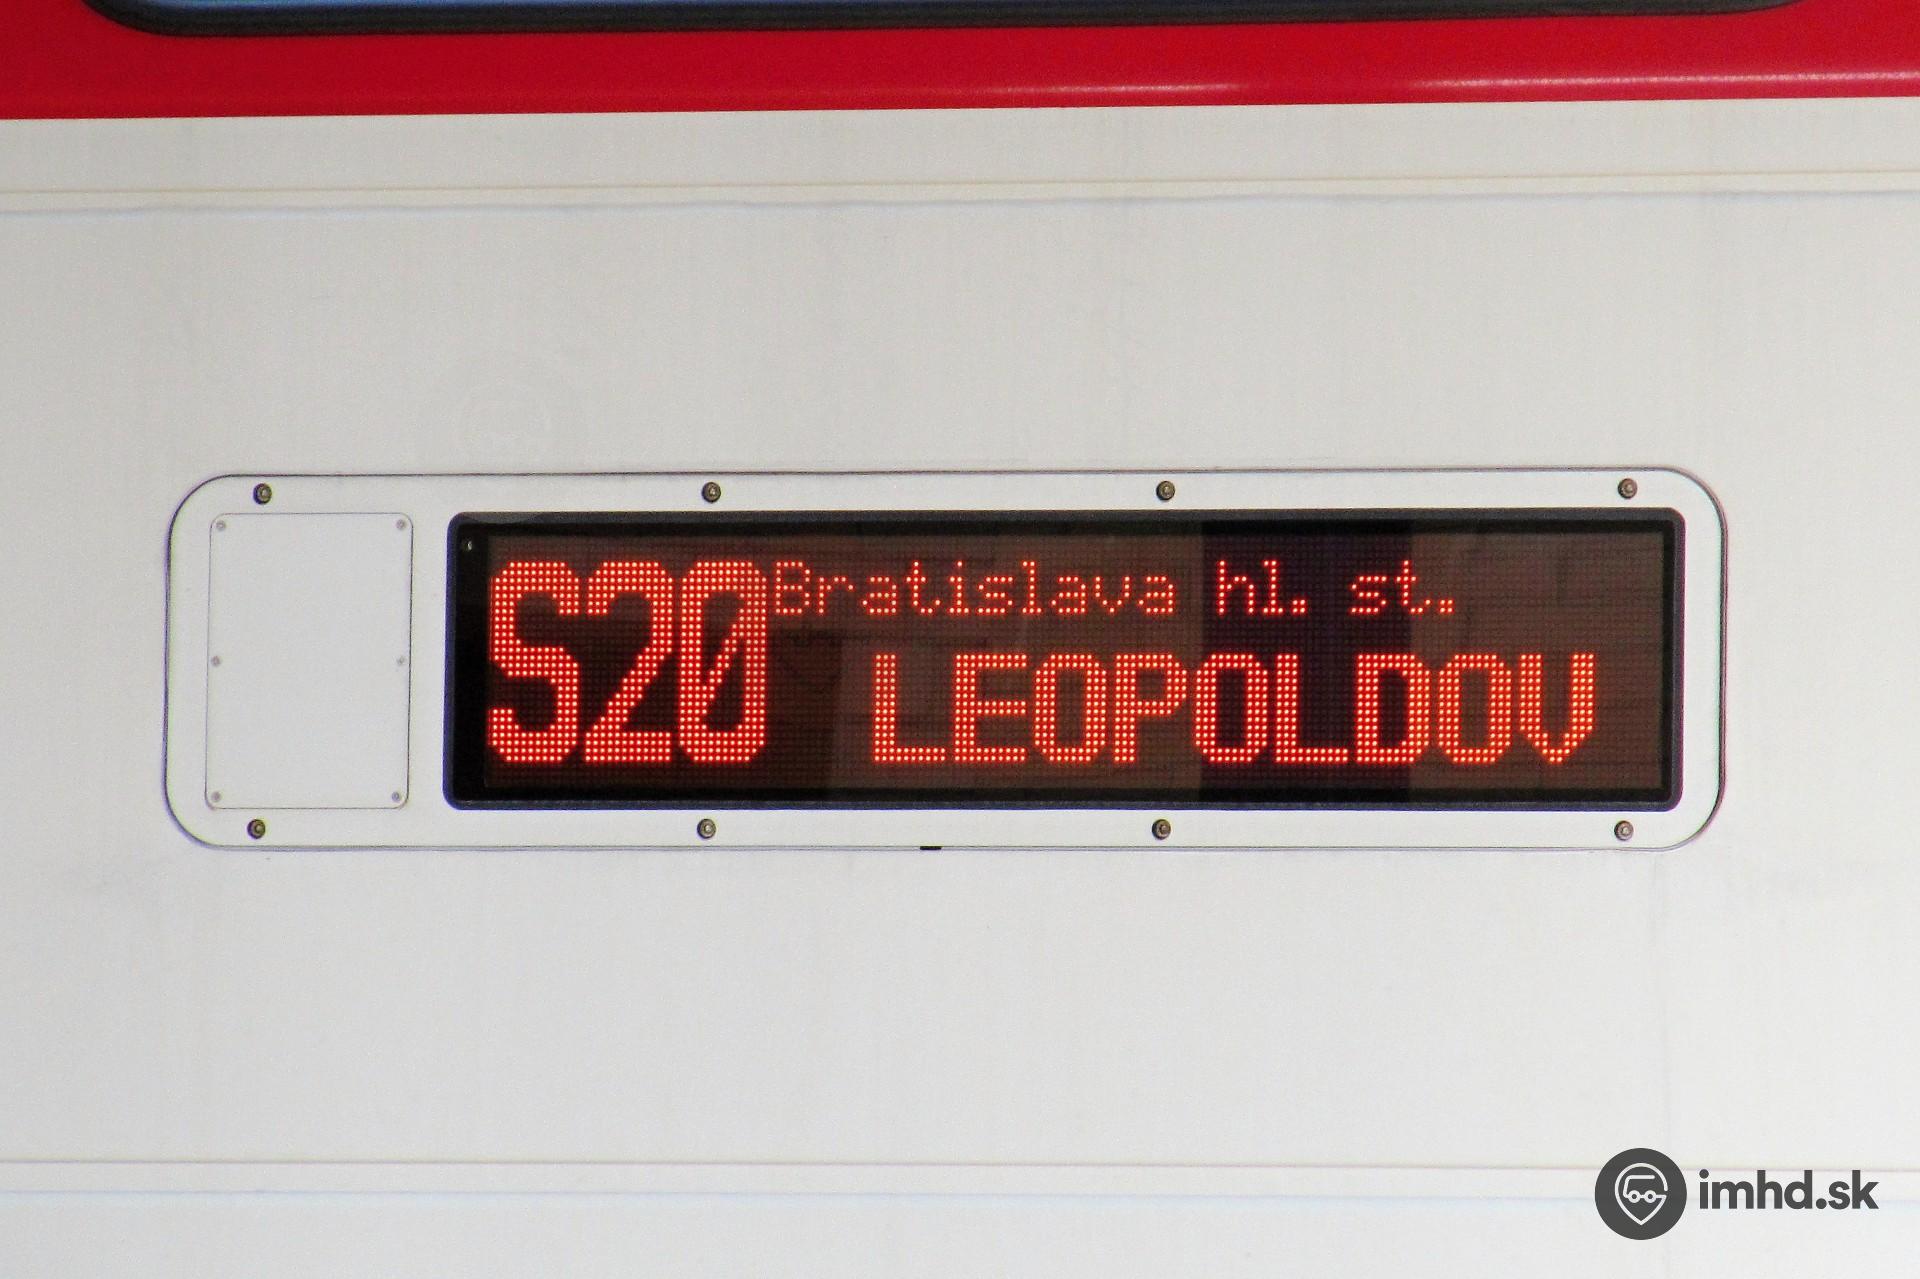 S20 Bratislava hl. st.
LEOPOLDOV
imhd.sk